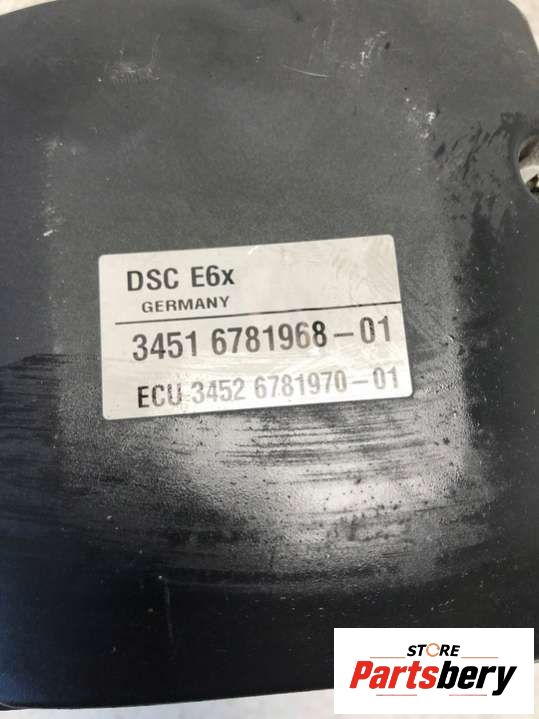 DSC E6x
GERMANY
3451 6781968-01
ECU 3452 6781970-01
STORE
Partsbery